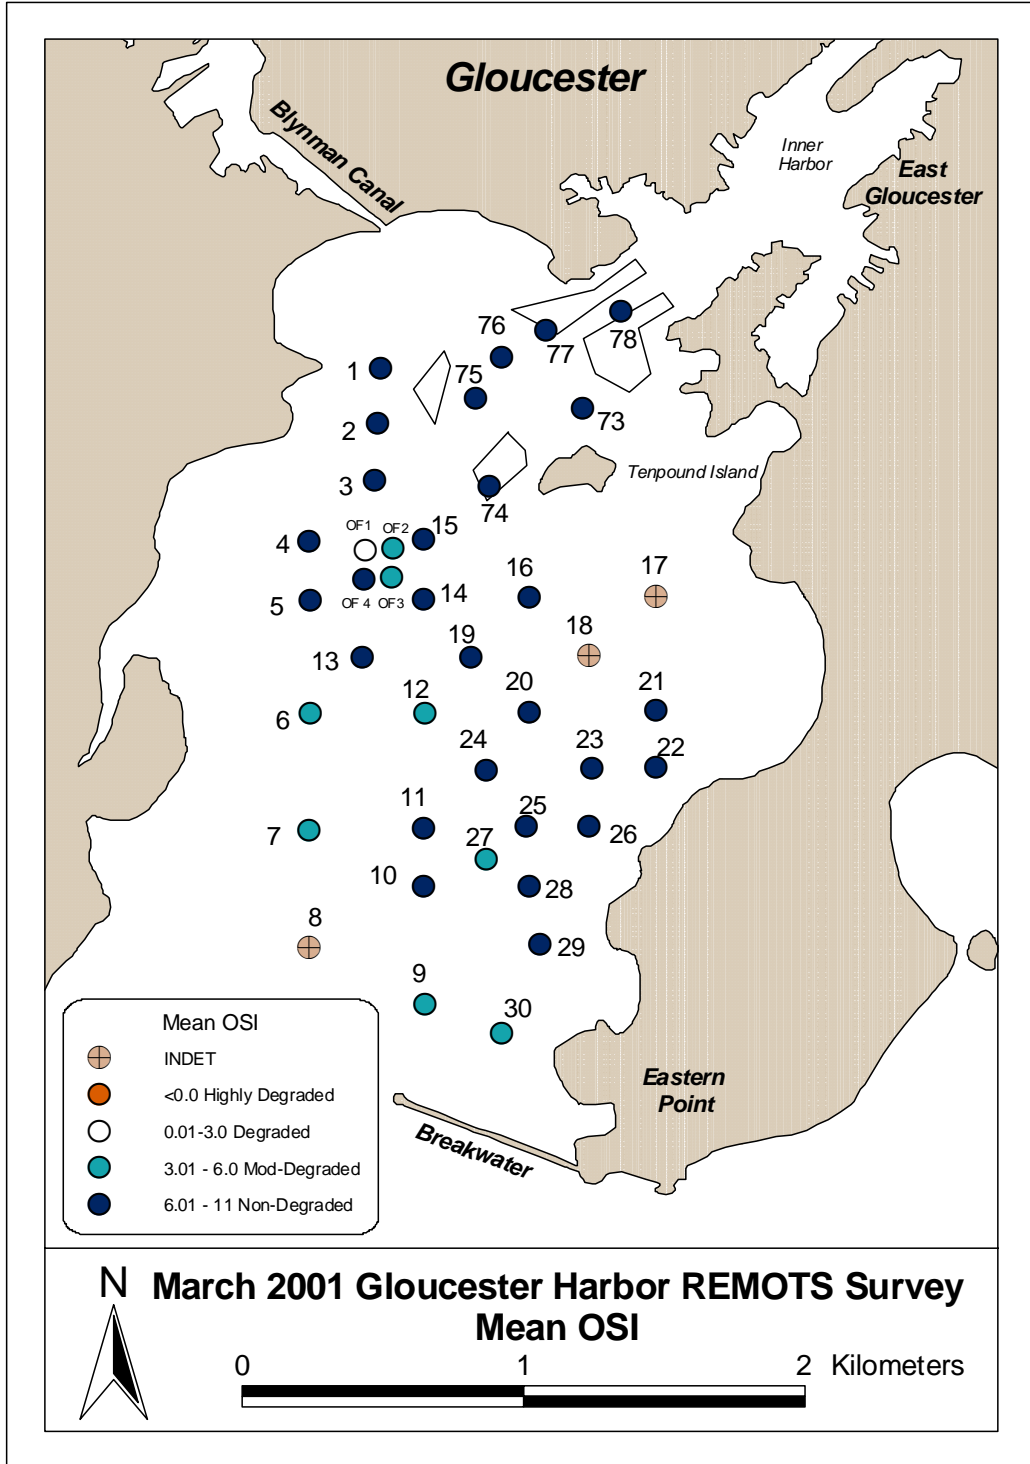 Gloucester
Blynman Canal
Inner
Harbor
East
Gloucester
76
77
78
1
75
73
2
3
Tenpound Island
74
4
OF1
OF2
15
5
OF 4
OF3
14
16
17
18
13
19
6
12
20
21
24
23
22
7
11
25
26
27
10
28
8
29
9
30
Mean OSI
INDET
<0.0 Highly Degraded
0.01-3.0 Degraded
3.01 - 6.0 Mod-Degraded
6.01 - 11 Non-Degraded
Eastern
Point
Breakwater
N
March 2001 Gloucester Harbor REMOTS Survey
Mean OSI
0 1 2 Kilometers